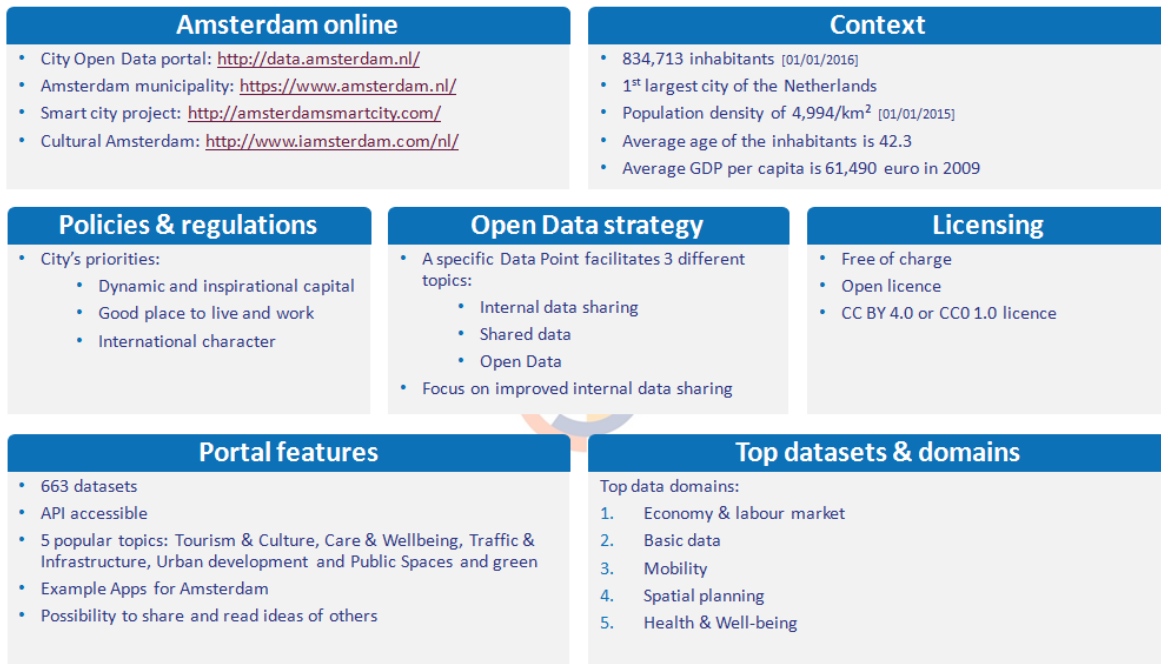 Amsterdam online
• City Open Data portal: http://data.amsterdam.nl/
• Amsterdam municipality: https://www.amsterdam.nl/
• Smart city project: http://amsterdamsmartcity.com/
• Cultural Amsterdam: http://www.iamsterdam.com/nl/
Context
• 834,713 inhabitants [01/01/2016]
• 1st largest city of the Netherlands
• Population density of 4,994/km² [01/01/2015]
• Average age of the inhabitants is 42.3
• Average GDP per capita is 61,490 euro in 2009
Policies & regulations
• City's priorities:
• Dynamic and inspirational capital
• Good place to live and work
• International character
Open Data strategy
• A specific Data Point facilitates 3 different
topics:
• Internal data sharing
• Shared data
• Open Data
• Focus on improved internal data sharing
Licensing
• Free of charge
• Open licence
• CC BY 4.0 or CC0 1.0 licence
Portal features
• 663 datasets
• API accessible
• 5 popular topics: Tourism & Culture, Care & Wellbeing, Traffic &
Infrastructure, Urban development and Public Spaces and green
• Example Apps for Amsterdam
• Possibility to share and read ideas of others
Top datasets & domains
Top data domains:
1. Economy & labour market
2. Basic data
3. Mobility
4. Spatial planning
5. Health & Well-being